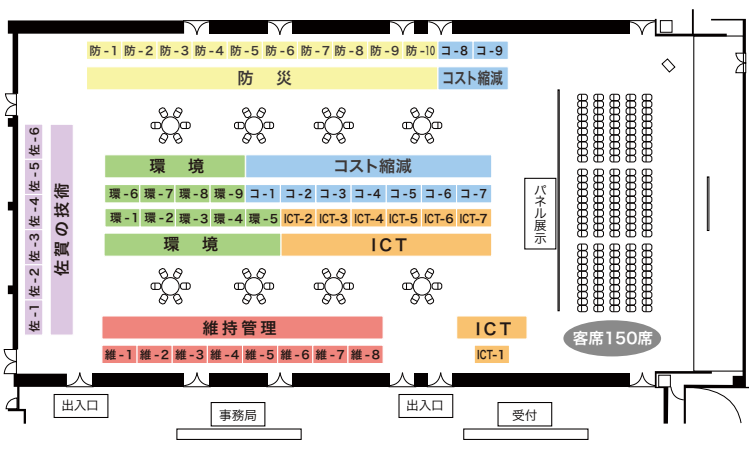 防-1 防-2 防-3 防-4 防-5 防-6 防-7 防-8 防-9 防-10 コ-8 コ-9
防 災 コスト縮減
環 境 コスト縮減
環-6 環-7 環-8 環-9 コ-1 コ-2 コ-3 コ-4 コ-5 コ-6 コ-7
環-1 環-2 環-3 環-4 環-5 ICT-2 ICT-3 ICT-4 ICT-5 ICT-6 ICT-7
環 境 ICT
佐-1 佐-2 佐-3 佐-4 佐-5 佐-6
佐賀の技術
パネル展示
維持管理 ICT
維-1 維-2 維-3 維-4 維-5 維-6 維-7 維-8 ICT-1
客席150席
出入口 事務局 出入口 受付